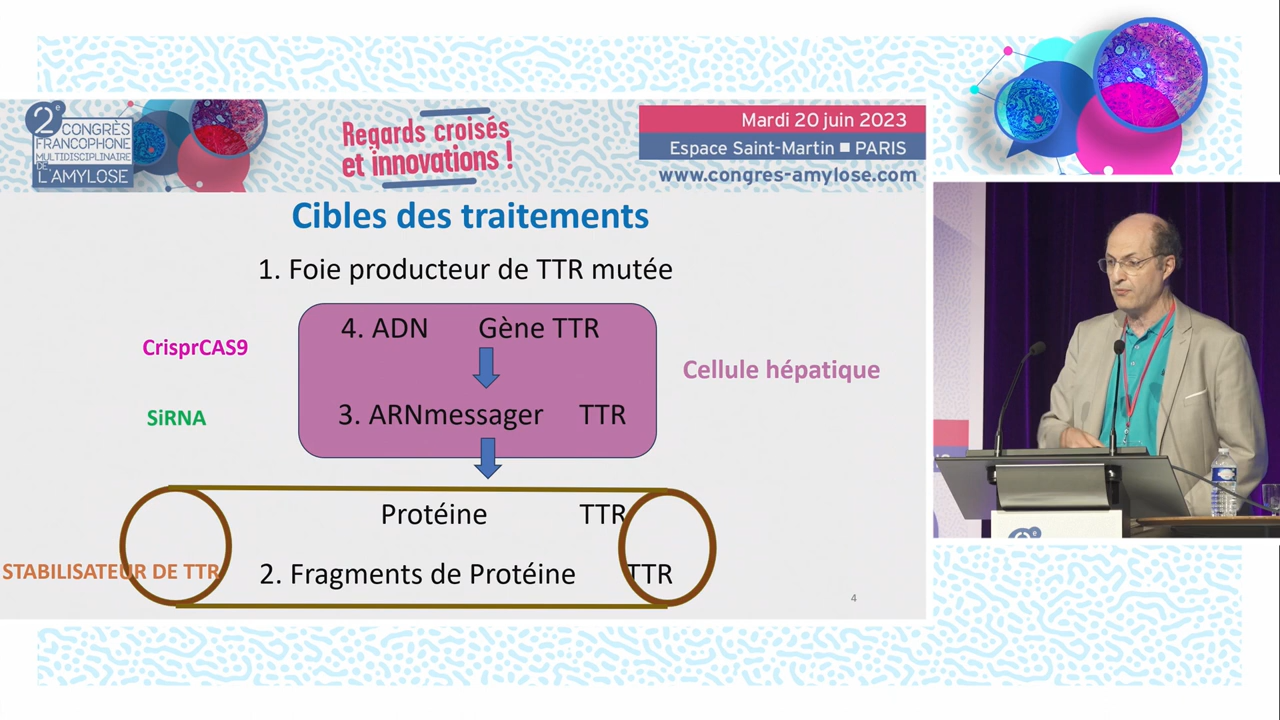 2e CONGRÈS
FRANCOPHONE
MULTIDISCIPLINAIRE
DE
L'AMYLOSE
Regards croisés
et innovations !
Mardi 20 juin 2023
Espace Saint-Martin ■ PARIS
www.congres-amylose.com
Cibles des traitements
1. Foie producteur de TTR mutée
4. ADN Gène TTR
CrisprCAS9
Cellule hépatique
SiRNA
3. ARNmessager TTR
Protéine TTR
STABILISATEUR DE TTR
2. Fragments de Protéine TTR
4